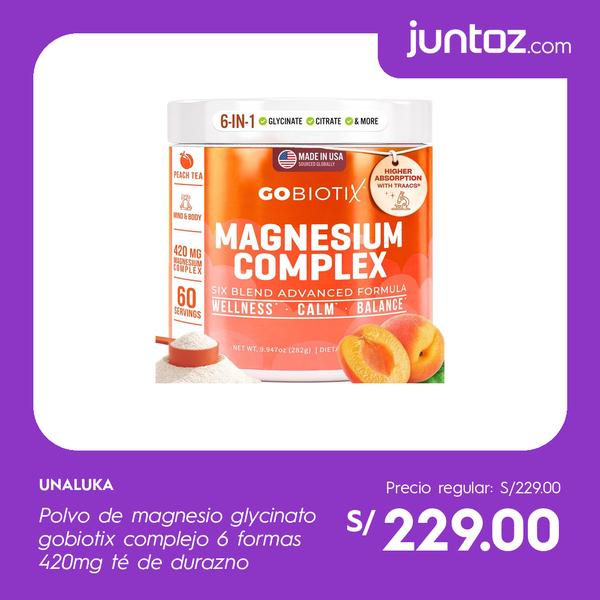 juntoz.com
6-IN-1 GLYCINATE CITRATE & MORE
MADE IN USA
SOURCED GLOBALLY
PEACH TEA
HIGHER
ABSORPTION
WITH TRAACS®
GOBIOTIX
MIND & BODY
MAGNESIUM
COMPLEX
420 MG
MAGNESIUM
COMPLEX
SIX BLEND ADVANCED FORMULA
60
SERVINGS
WELLNESS* · CALM* · BALANCE*
NET WT. 9.947oz (282g) | DIETA
UNALUKA
Polvo de magnesio glycinato
gobiotix complejo 6 formas
420mg té de durazno
Precio regular: S/229.00
S/ 229.00